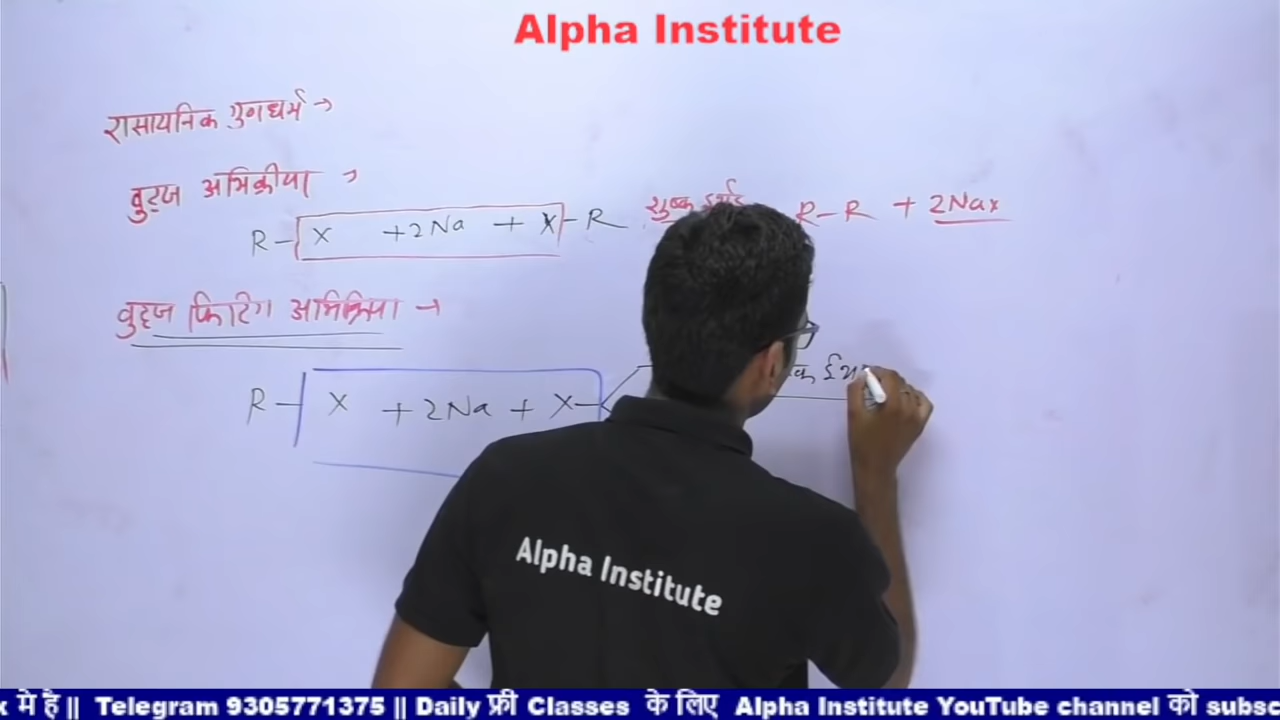 Alpha Institute
रासायनिक गुणधर्म →
वुर्ट्ज अभिक्रीया →
R - X + 2Na + X - R शुष्क ईथर R - R + 2Nax
वुर्ट्ज फिटिग अभिक्रिया →
R - X + 2Na + X -
Alpha Institute
x मे है || Telegram 9305771375 || Daily फ्री Classes के लिए Alpha Institute YouTube channel को subsc